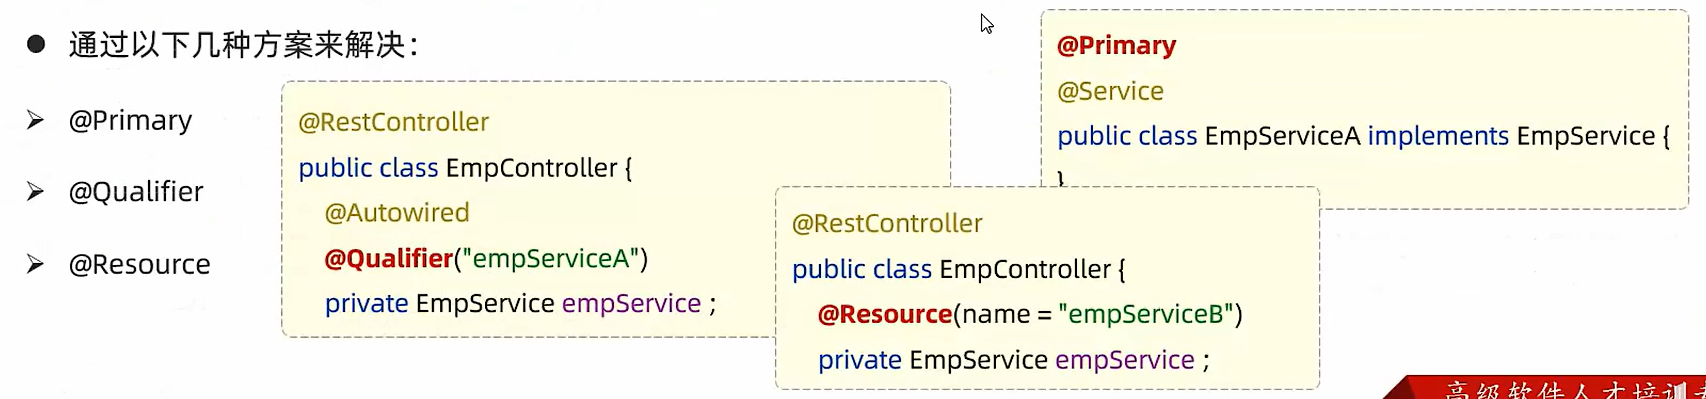 通过以下几种方案来解决：
@Primary
@Qualifier
@Resource
@RestController
public class EmpController {
@Autowired
@Qualifier("empServiceA")
private EmpService empService ;
@RestController
public class EmpController {
@Resource(name = "empServiceB")
private EmpService empService ;
@Primary
@Service
public class EmpServiceA implements EmpService {
}
高级软件人才培训